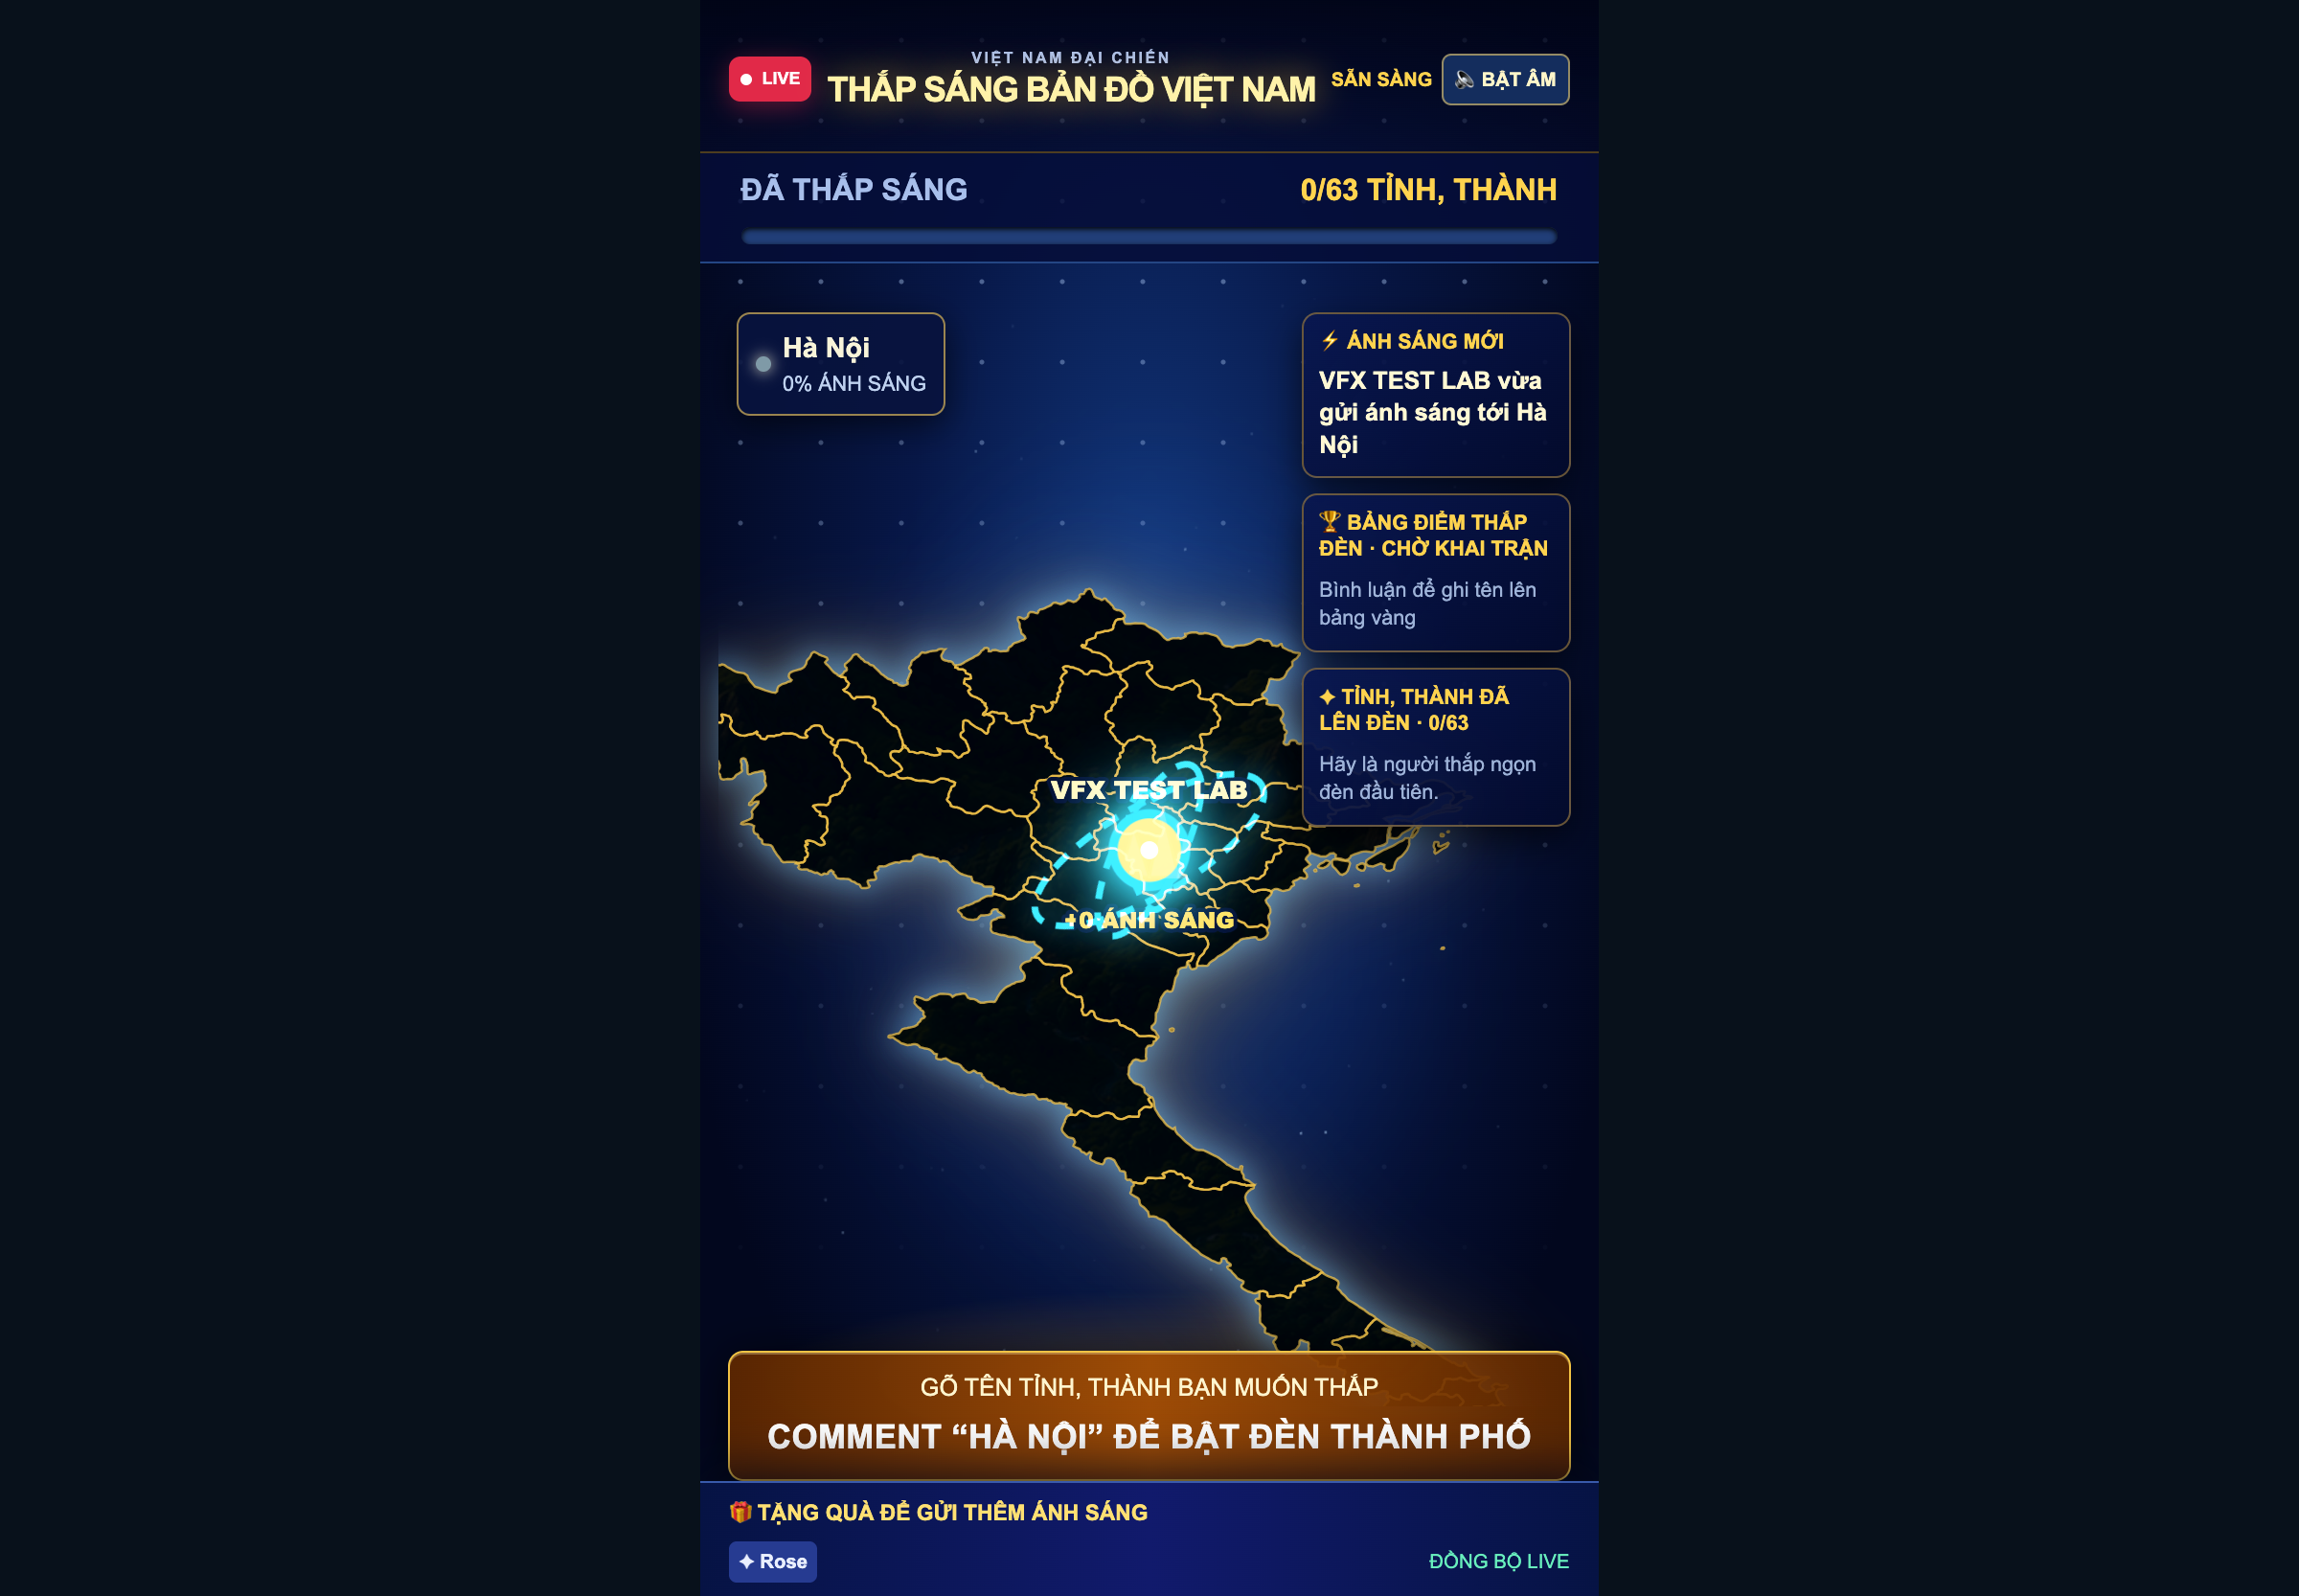 LIVE
VIỆT NAM ĐẠI CHIẾN
THẮP SÁNG BẢN ĐỒ VIỆT NAM
SẴN SÀNG
BẬT ÂM
ĐÃ THẮP SÁNG
0/63 TỈNH, THÀNH
Hà Nội
0% ÁNH SÁNG
ÁNH SÁNG MỚI
VFX TEST LAB vừa
gửi ánh sáng tới Hà
Nội
BẢNG ĐIỂM THẮP
ĐÈN · CHỜ KHAI TRẬN
Bình luận để ghi tên lên
bảng vàng
TỈNH, THÀNH ĐÃ
LÊN ĐÈN · 0/63
Hãy là người thắp ngọn
đèn đầu tiên.
VFX TEST LAB
+0 ÁNH SÁNG
GÕ TÊN TỈNH, THÀNH BẠN MUỐN THẮP
COMMENT “HÀ NỘI” ĐỂ BẬT ĐÈN THÀNH PHỐ
TẶNG QUÀ ĐỂ GỬI THÊM ÁNH SÁNG
Rose
ĐỒNG BỘ LIVE